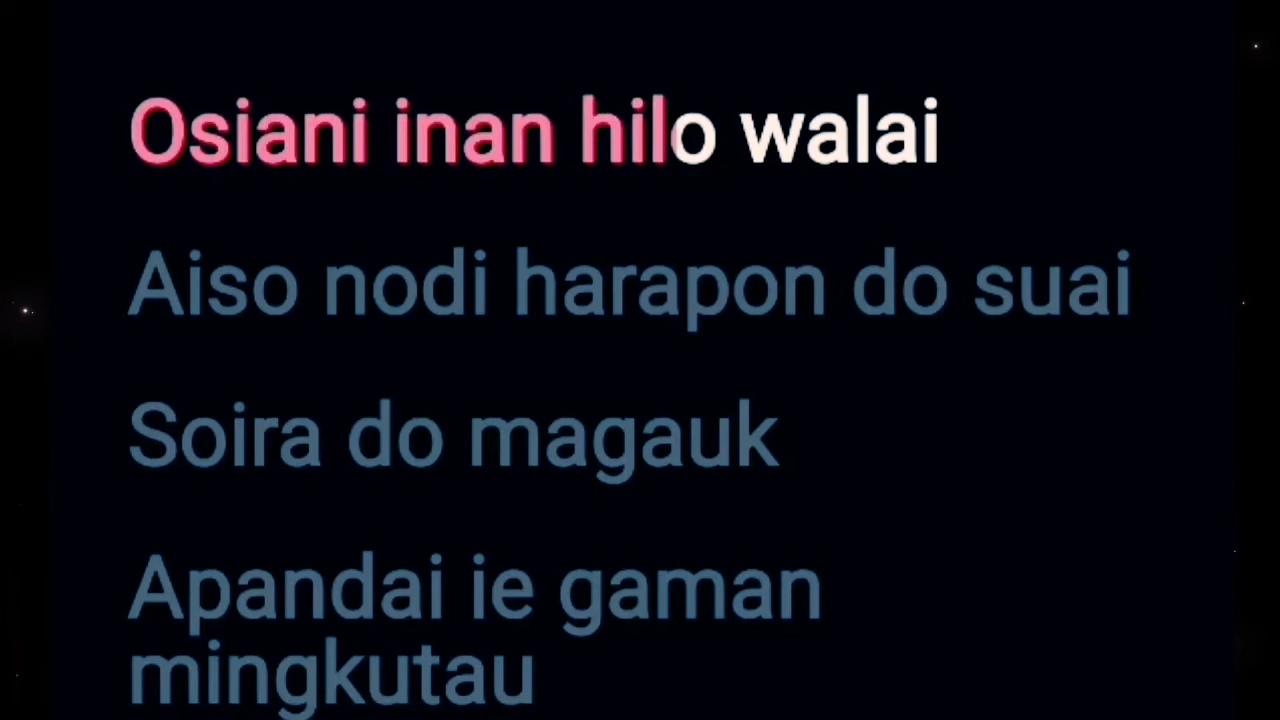 Osiani inan hilo walai
Aiso nodi harapon do suai
Soira do magauk
Apandai ie gaman
mingkutau